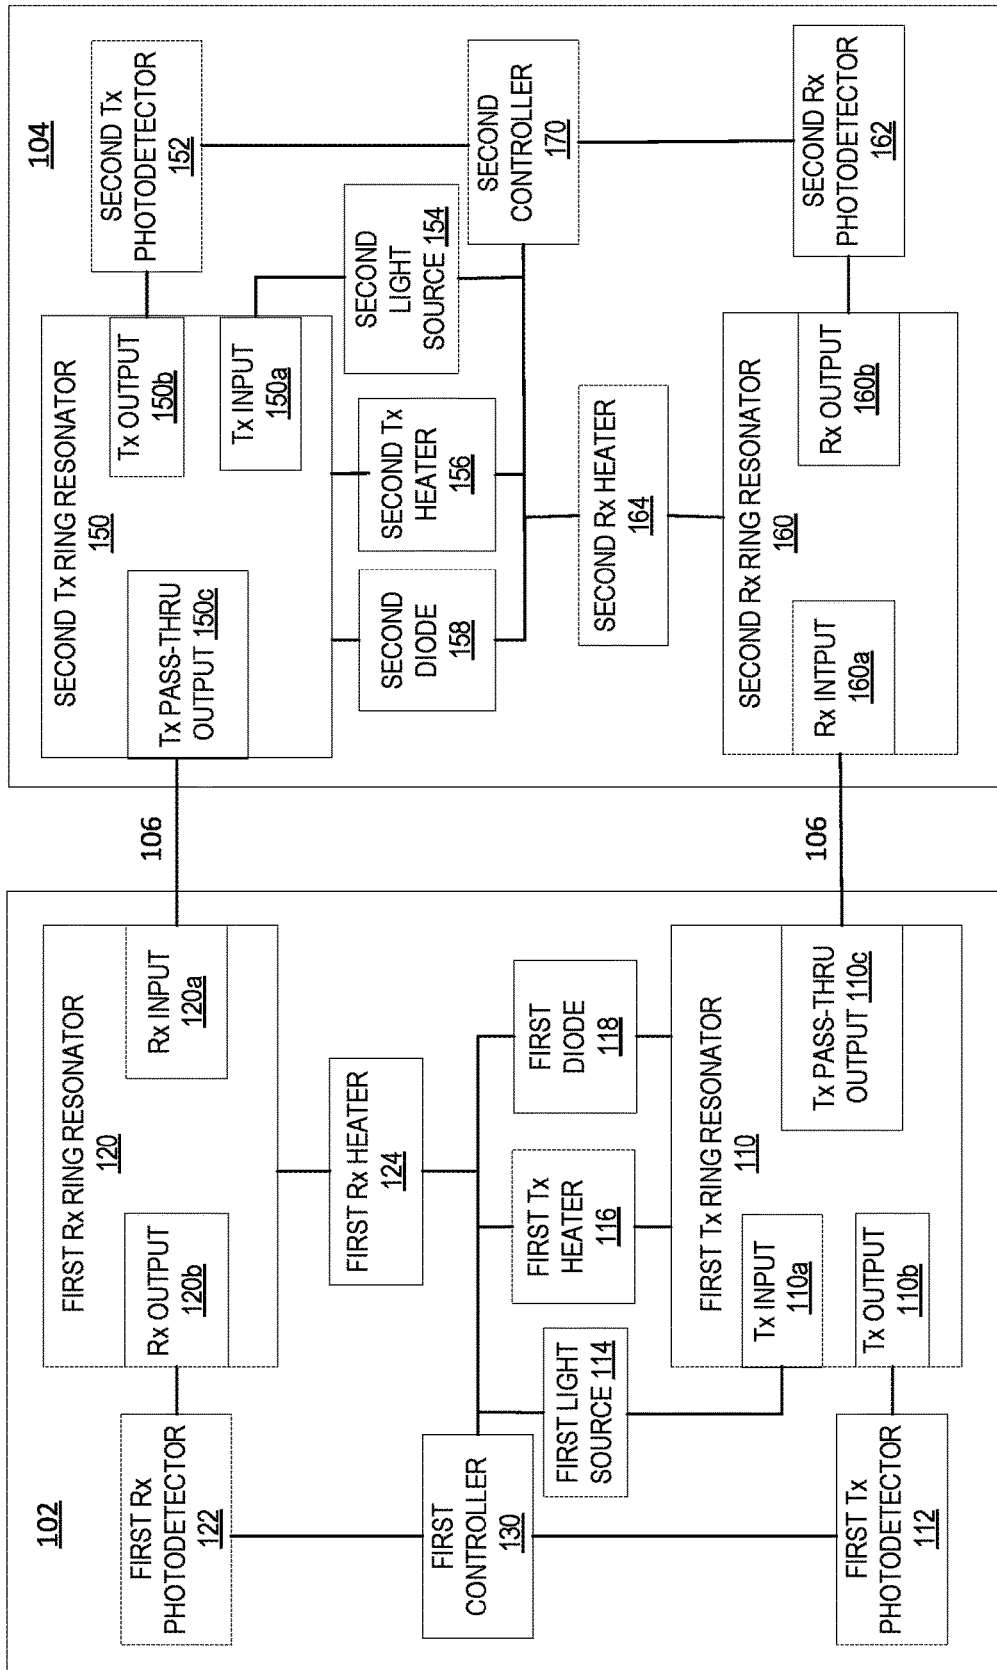 102
FIRST Rx
PHOTODETECTOR
122
FIRST Rx RING RESONATOR
120
Rx OUTPUT
120b
Rx INPUT
120a
FIRST Rx HEATER
124
FIRST
CONTROLLER
130
FIRST LIGHT
SOURCE 114
FIRST Tx
HEATER
116
FIRST
DIODE
118
FIRST Tx RING RESONATOR
110
Tx INPUT
110a
Tx OUTPUT
110b
Tx PASS-THRU
OUTPUT 110c
FIRST Tx
PHOTODETECTOR
112
106
106
104
SECOND Tx RING RESONATOR
150
Tx PASS-THRU
OUTPUT 150c
Tx OUTPUT
150b
Tx INPUT
150a
SECOND Tx
PHOTODETECTOR
152
SECOND
DIODE
158
SECOND Tx
HEATER
156
SECOND
LIGHT
SOURCE 154
SECOND
CONTROLLER
170
SECOND Rx HEATER
164
SECOND Rx RING RESONATOR
160
Rx INTPUT
160a
Rx OUTPUT
160b
SECOND Rx
PHOTODETECTOR
162